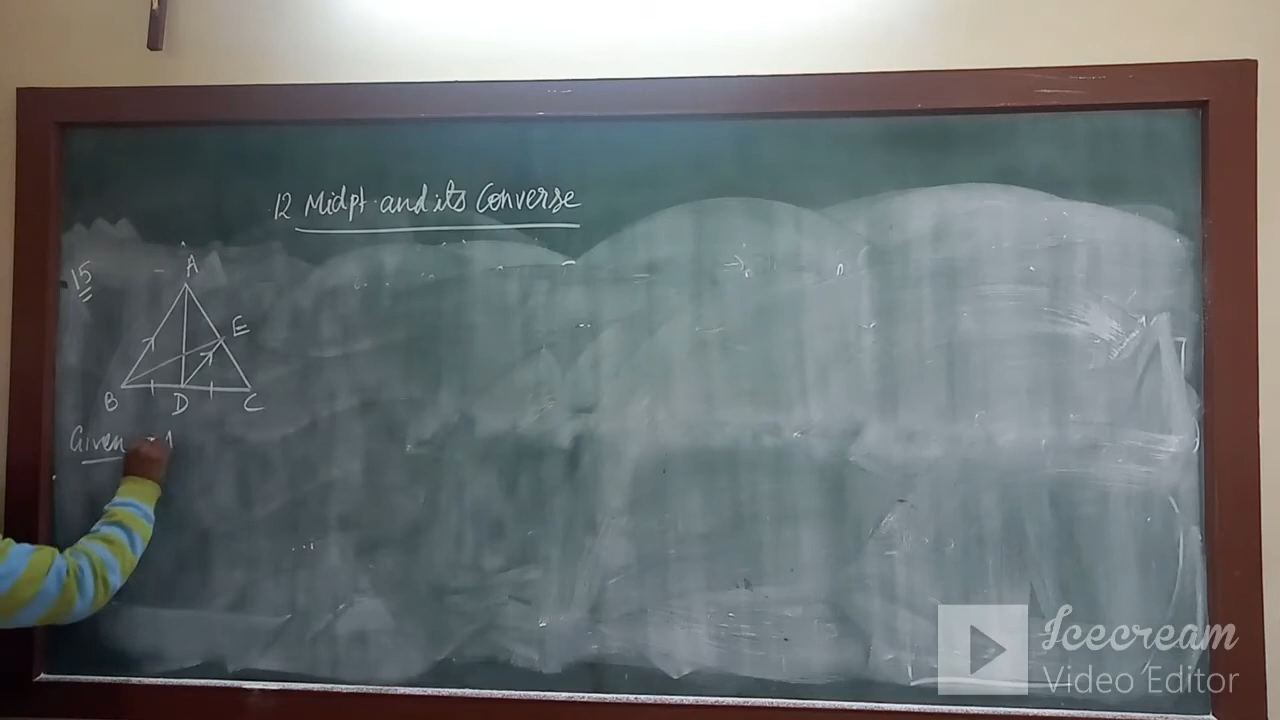 12 Midpt. and its Converse
15
A
E
B D C
Given
Icecream
Video Editor